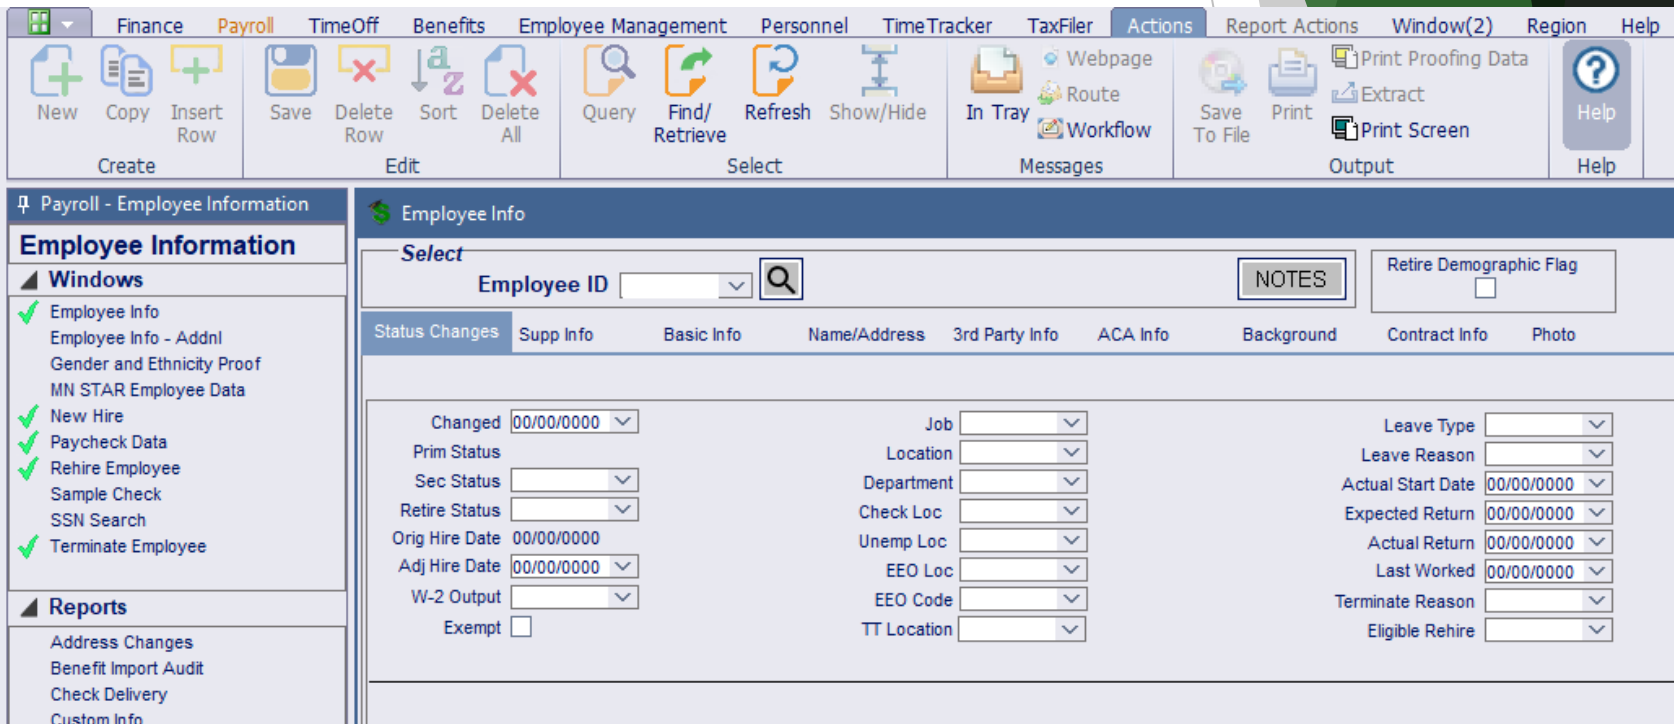 Finance Payroll TimeOff Benefits Employee Management Personnel TimeTracker TaxFiler Actions Report Actions Window(2) Region Help
New Copy Insert Row
Create
Save Delete Row Sort Delete All
Edit
Query Find/ Retrieve Refresh Show/Hide
Select
In Tray
Webpage
Route
Workflow
Messages
Save To File Print
Print Proofing Data
Extract
Print Screen
Output
Help
Help
Payroll - Employee Information
Employee Information
Windows
Employee Info
Employee Info - Addnl
Gender and Ethnicity Proof
MN STAR Employee Data
New Hire
Paycheck Data
Rehire Employee
Sample Check
SSN Search
Terminate Employee
Reports
Address Changes
Benefit Import Audit
Check Delivery
Custom Info
Employee Info
Select
Employee ID
NOTES
Retire Demographic Flag
Status Changes Supp Info Basic Info Name/Address 3rd Party Info ACA Info Background Contract Info Photo
Changed 00/00/0000
Prim Status
Sec Status
Retire Status
Orig Hire Date 00/00/0000
Adj Hire Date 00/00/0000
W-2 Output
Exempt
Job
Location
Department
Check Loc
Unemp Loc
EEO Loc
EEO Code
TT Location
Leave Type
Leave Reason
Actual Start Date 00/00/0000
Expected Return 00/00/0000
Actual Return 00/00/0000
Last Worked 00/00/0000
Terminate Reason
Eligible Rehire